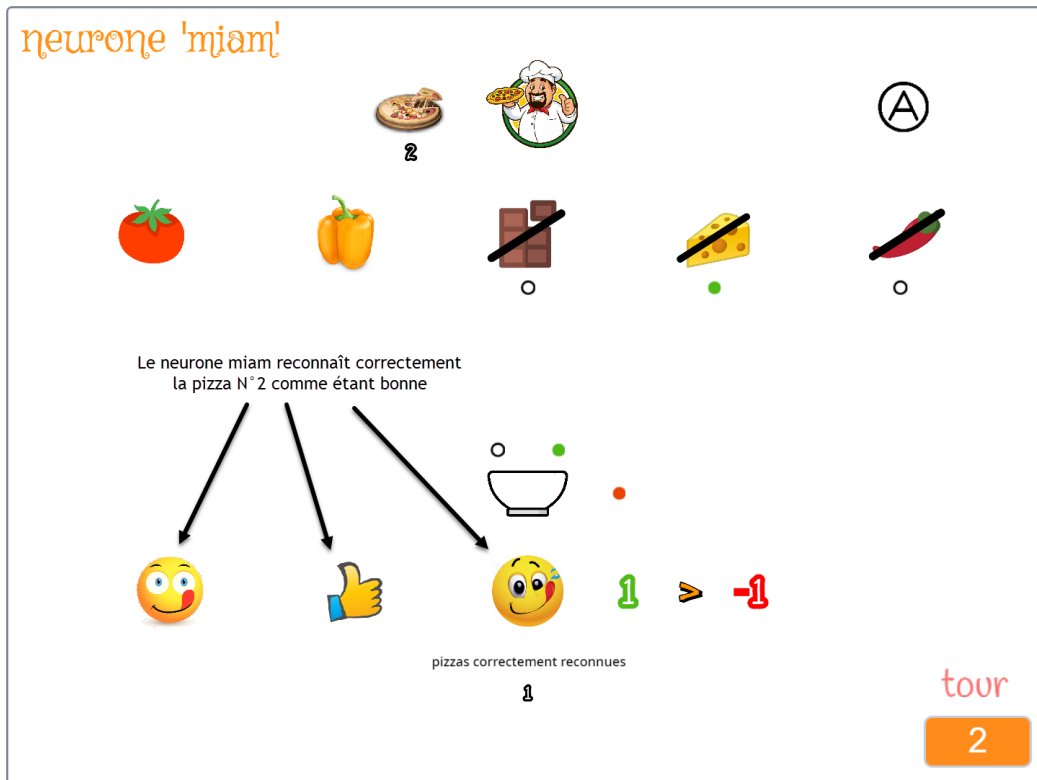 neurone 'miam'
A
2
Le neurone miam reconnaît correctement
la pizza N°2 comme étant bonne
1 > -1
pizzas correctement reconnues
1
tour
2